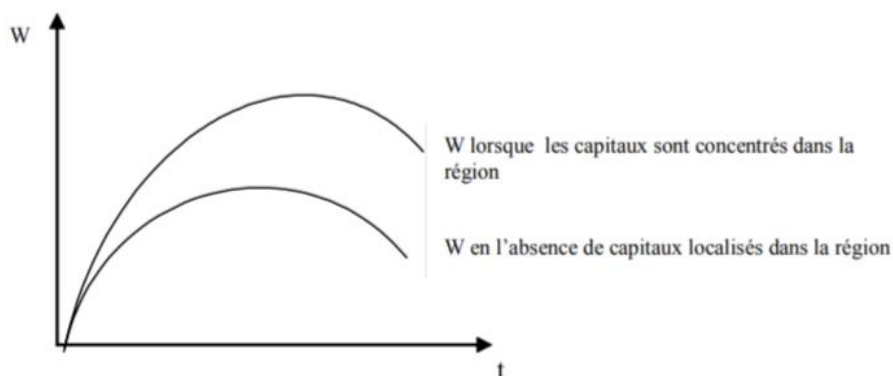 W
W lorsque les capitaux sont concentrés dans la
région
W en l'absence de capitaux localisés dans la région
t